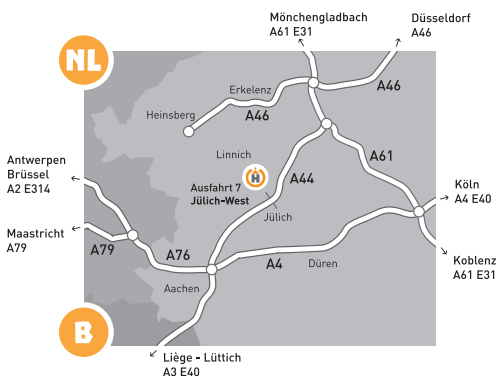 Mönchengladbach
A61 E31
Düsseldorf
A46
NL
Erkelenz
A46
A46
Heinsberg
Linnich
A61
Antwerpen
Brüssel
A2 E314
H
A44
Ausfahrt 7
Jülich-West
Köln
A4 E40
Jülich
Maastricht
A79
A79
A76
A4
Düren
Koblenz
A61 E31
Aachen
B
Liège - Lüttich
A3 E40